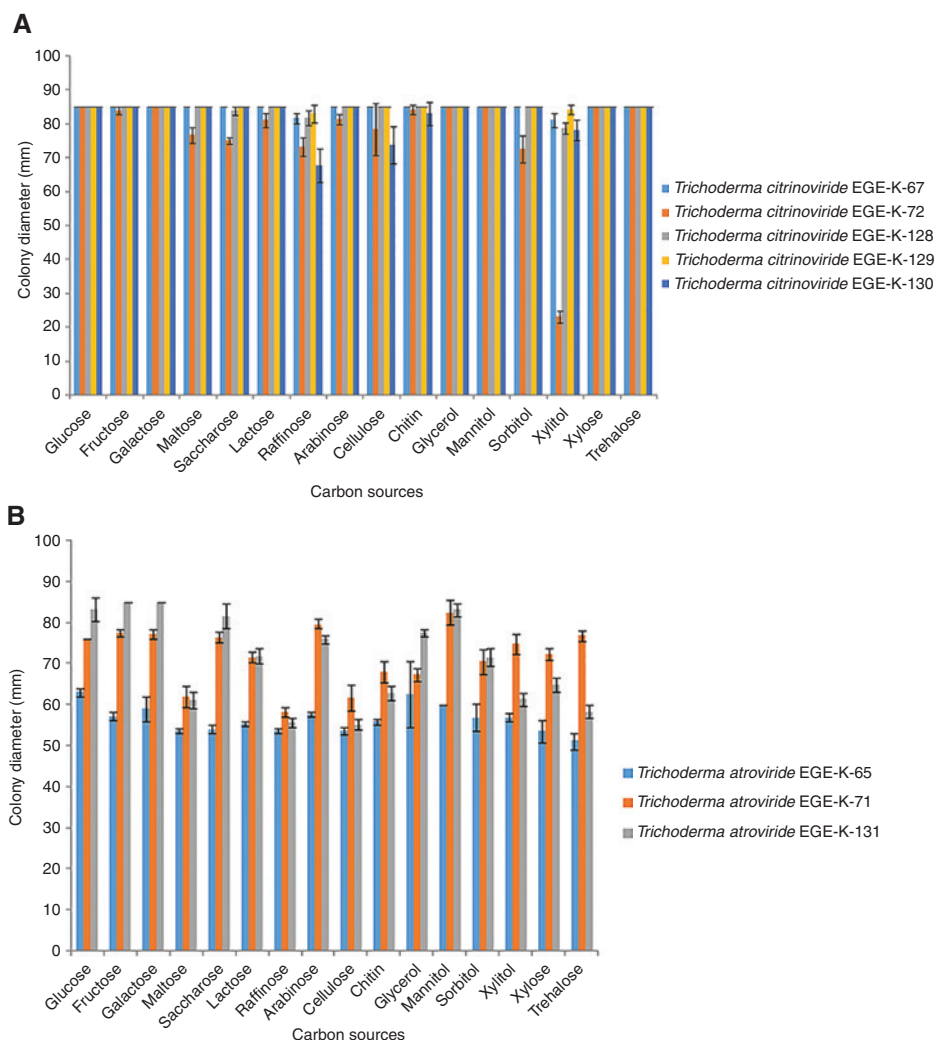 A
100
90
80
70
60
50
40
30
20
10
0
Colony diameter (mm)
Glucose
Fructose
Galactose
Maltose
Saccharose
Lactose
Raffinose
Arabinose
Cellulose
Chitin
Glycerol
Mannitol
Sorbitol
Xylitol
Xylose
Trehalose
Carbon sources
Trichoderma citrinoviride EGE-K-67
Trichoderma citrinoviride EGE-K-72
Trichoderma citrinoviride EGE-K-128
Trichoderma citrinoviride EGE-K-129
Trichoderma citrinoviride EGE-K-130
B
100
90
80
70
60
50
40
30
20
10
0
Colony diameter (mm)
Glucose
Fructose
Galactose
Maltose
Saccharose
Lactose
Raffinose
Arabinose
Cellulose
Chitin
Glycerol
Mannitol
Sorbitol
Xylitol
Xylose
Trehalose
Carbon sources
Trichoderma atroviride EGE-K-65
Trichoderma atroviride EGE-K-71
Trichoderma atroviride EGE-K-131